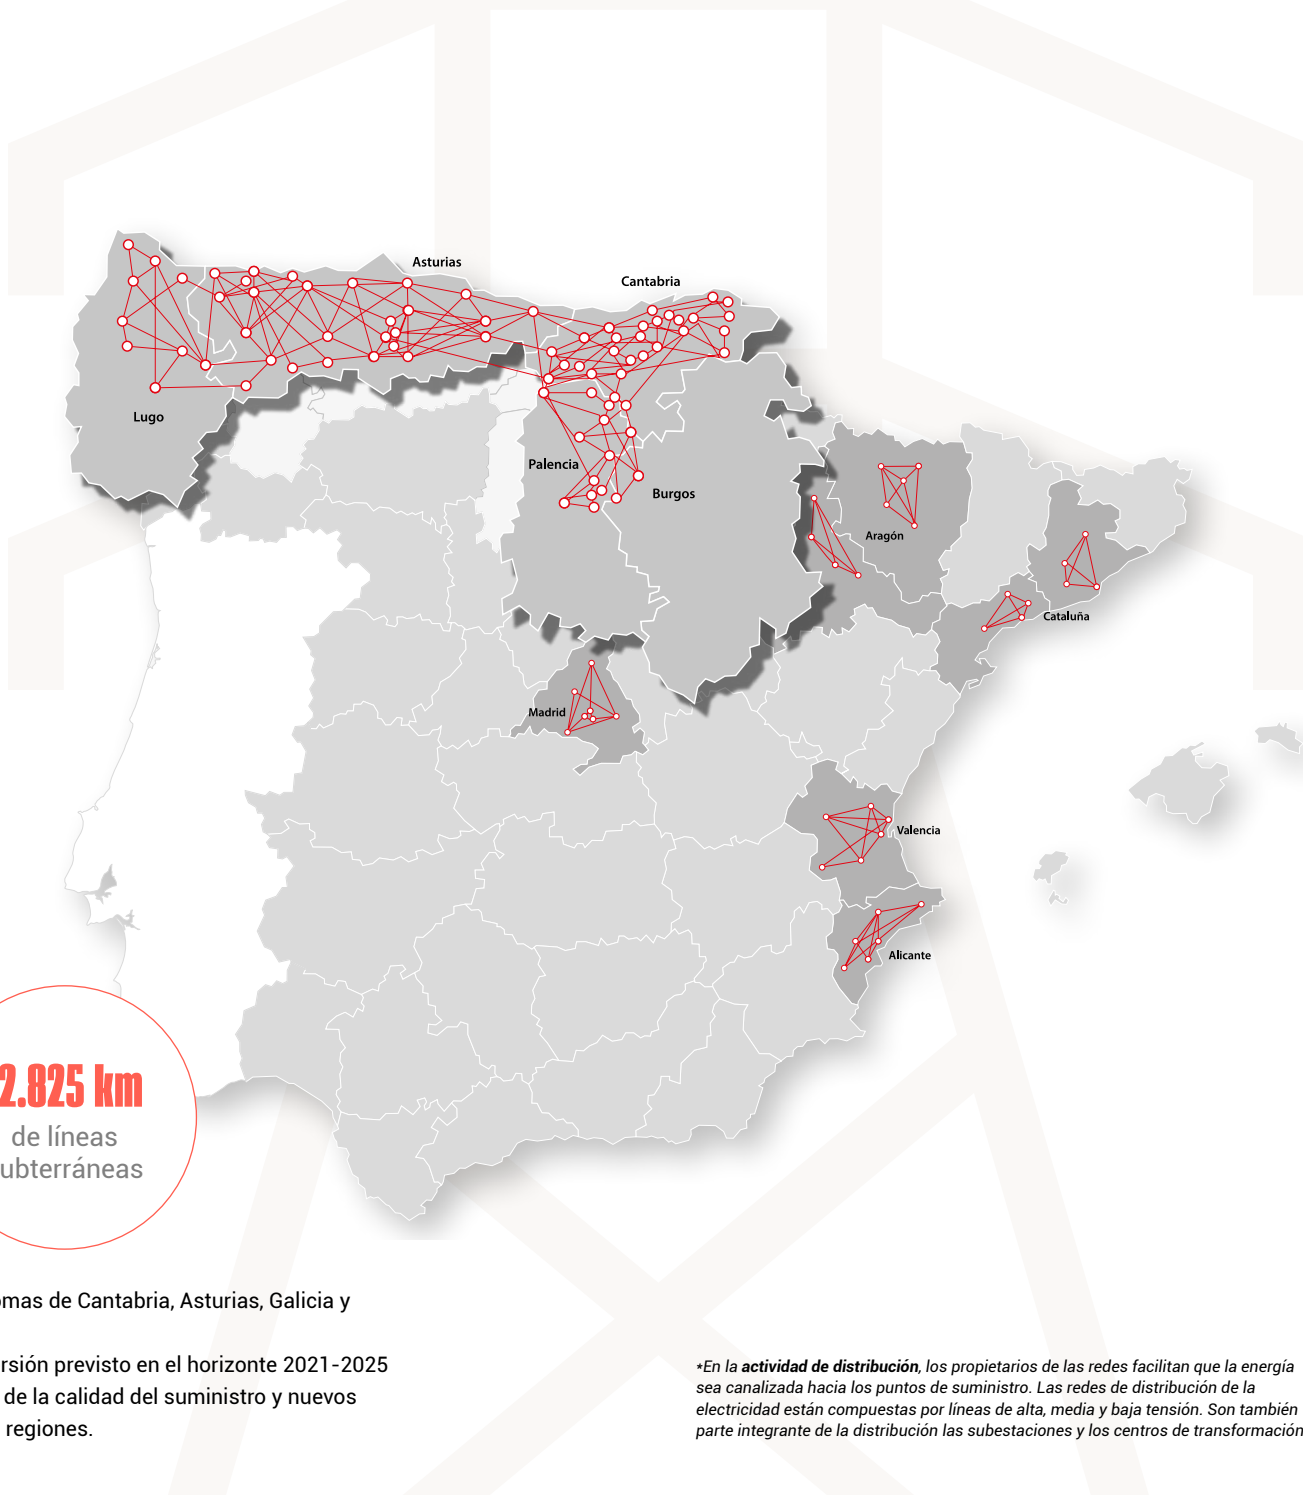 Asturias
Cantabria
Lugo
Palencia
Burgos
Aragón
Cataluña
Madrid
Valencia
Alicante
2.825 km
de líneas
ubterráneas
omas de Cantabria, Asturias, Galicia y
rsión previsto en el horizonte 2021-2025
de la calidad del suministro y nuevos
regiones.
*En la actividad de distribución, los propietarios de las redes facilitan que la energía
sea canalizada hacia los puntos de suministro. Las redes de distribución de la
electricidad están compuestas por líneas de alta, media y baja tensión. Son también
parte integrante de la distribución las subestaciones y los centros de transformación